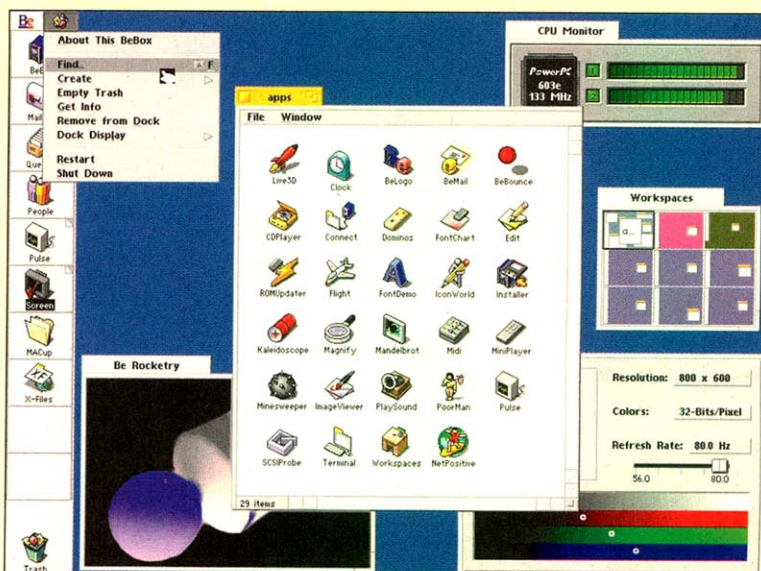 Be
About This BeBox
Find..
F
Create
Empty Trash
Get Info
Remove from Dock
Dock Display
Restart
Shut Down
People
Pulse
Screen
MACup
X-Files
Trash
apps
File Window
Live3D Clock BeLogo BeMail BeBounce
CDPlayer Connect Dominos FontChart Edit
ROMUpdater Flight FontDemo IconWorld Installer
Kaleidoscope Magnify Mandelbrot Midi MiniPlayer
Minesweeper ImageViewer PlaySound PoorMan Pulse
SCSIProbe Terminal Workspaces NetPositive
29 items
Be Rocketry
CPU Monitor
PowerPC
603e
133 MHz
1
2
Workspaces
Resolution: 800 x 600
Colors: 32-Bits/Pixel
Refresh Rate: 80.0 Hz
56.0 80.0